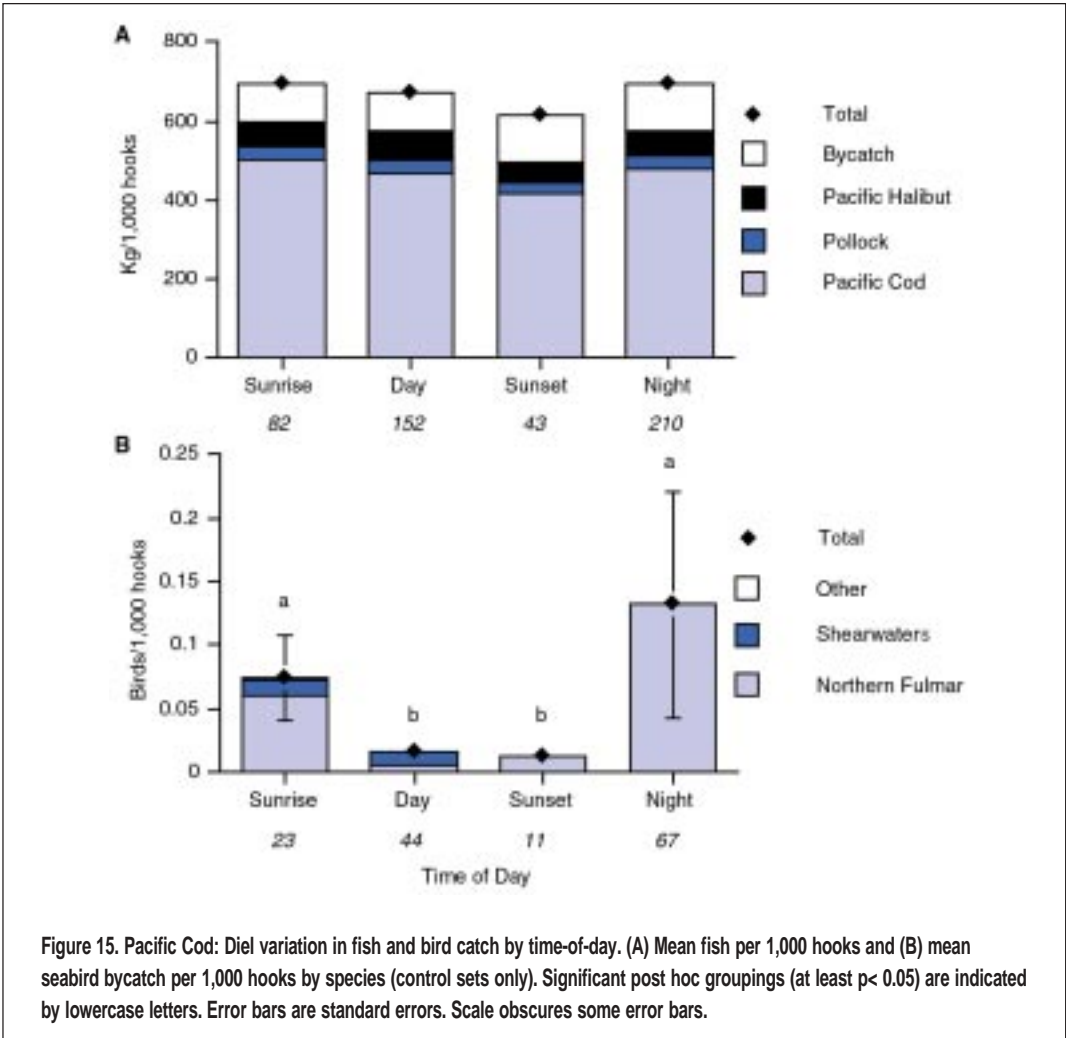 A
800
600
400
200
0
Kg/1,000 hooks
Sunrise Day Sunset Night
82 152 43 210
Total
Bycatch
Pacific Halibut
Pollock
Pacific Cod
B
0.25
0.2
0.15
0.1
0.05
0
Birds/1,000 hooks
a b b a
Sunrise Day Sunset Night
23 44 11 67
Time of Day
Total
Other
Shearwaters
Northern Fulmar
Figure 15. Pacific Cod: Diel variation in fish and bird catch by time-of-day. (A) Mean fish per 1,000 hooks and (B) mean
seabird bycatch per 1,000 hooks by species (control sets only). Significant post hoc groupings (at least p< 0.05) are indicated
by lowercase letters. Error bars are standard errors. Scale obscures some error bars.